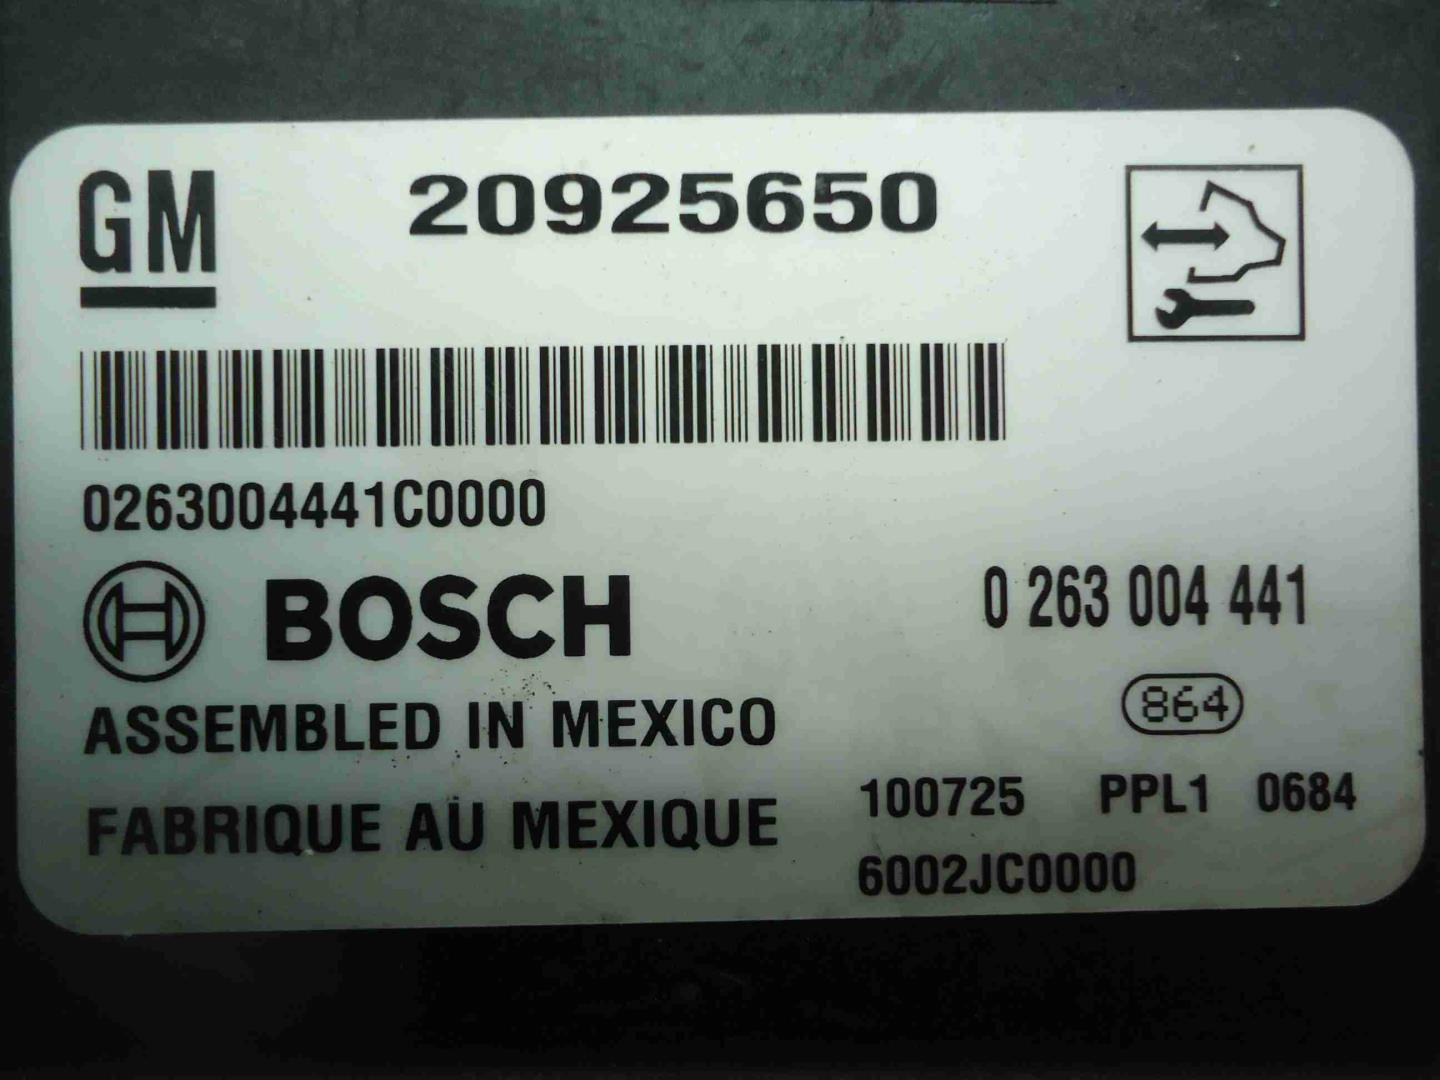 GM 20925650
0263004441C0000
BOSCH 0 263 004 441
864
ASSEMBLED IN MEXICO
FABRIQUE AU MEXIQUE
100725 PPL1 0684
6002JC0000